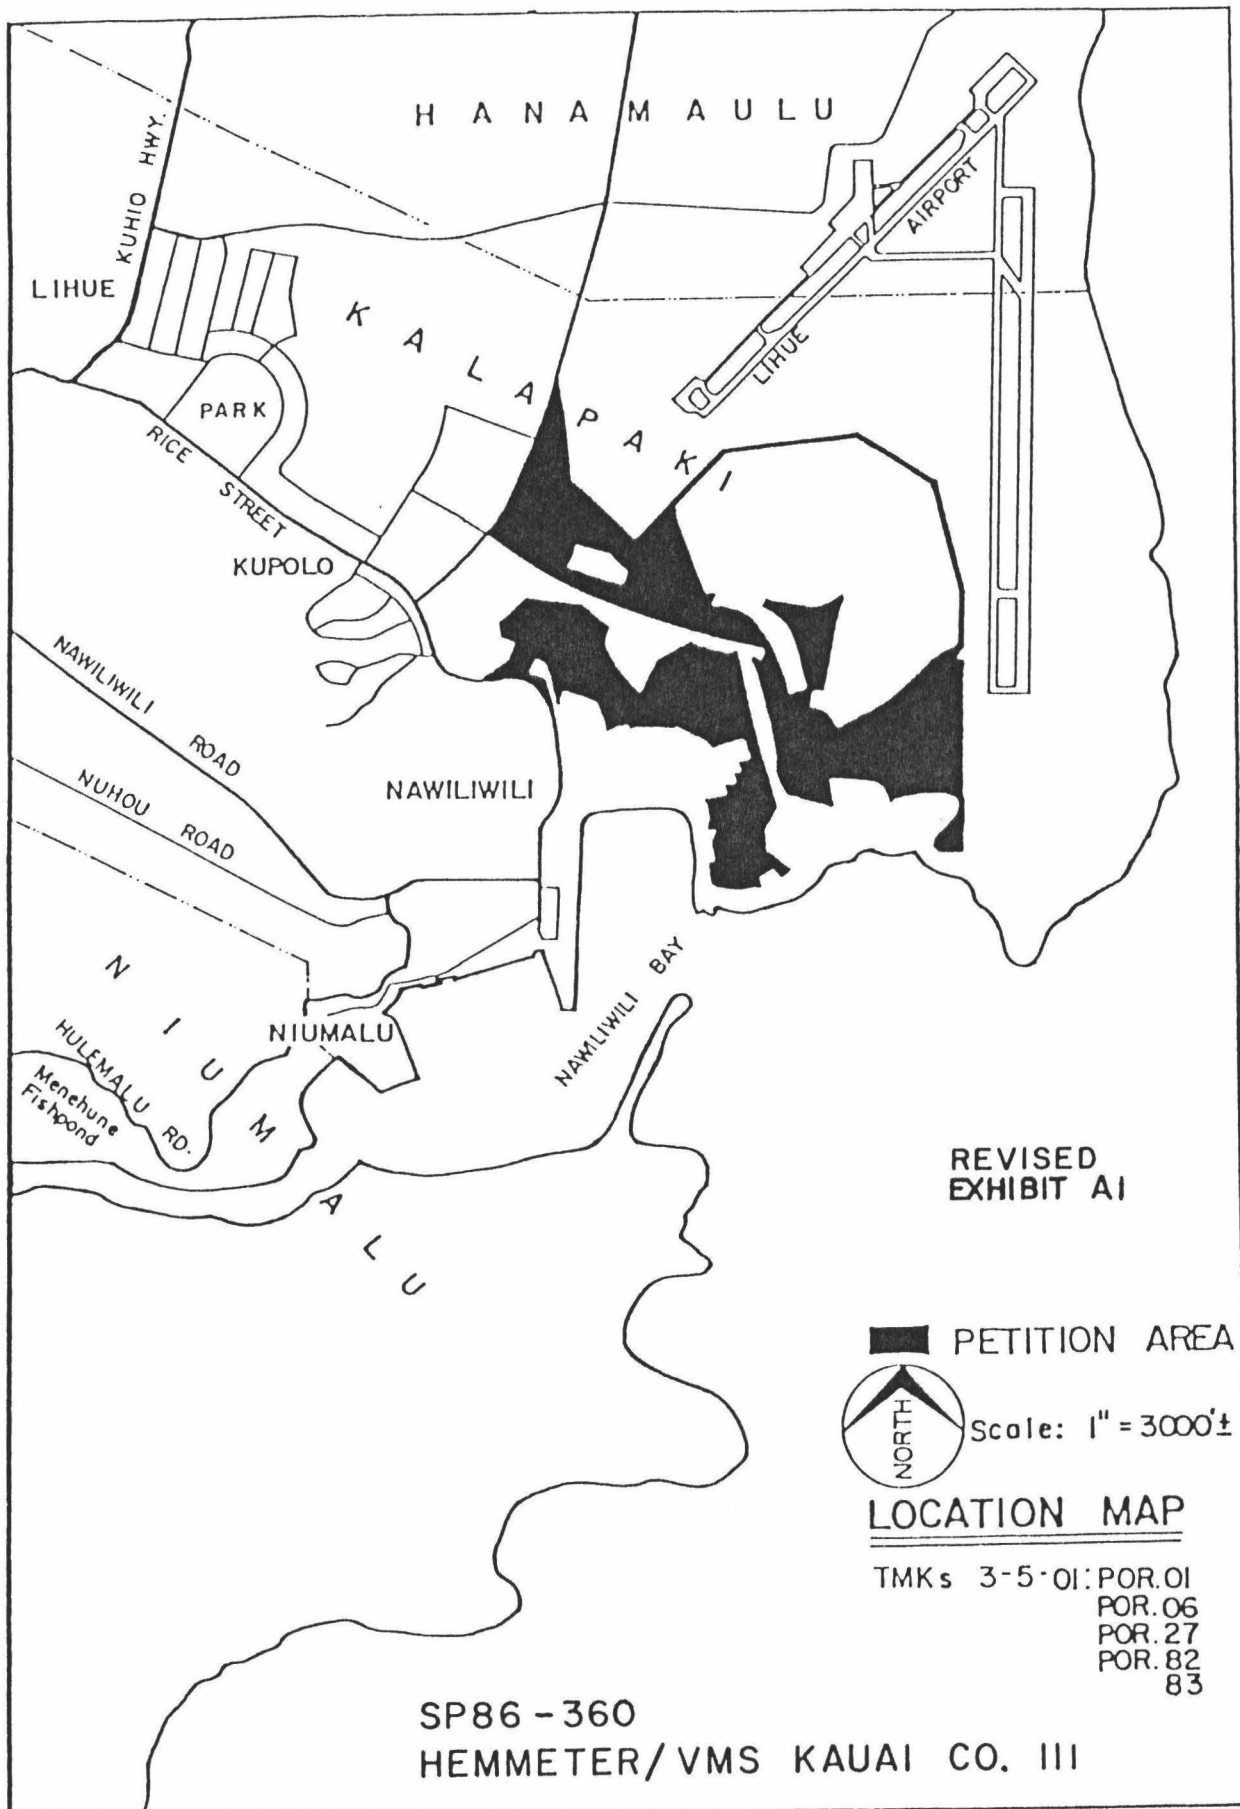 HANAMAULU
KUHIO HWY.
LIHUE
AIRPORT
LIHUE
KALAPAKI
PARK
RICE
STREET
KUPOLO
NAWILIWILI
ROAD
NUHOU
ROAD
NAWILIWILI
NAWILIWILI BAY
NIUMALU
NIUMALU
HULEMALU RD.
Menehune
Fishpond
REVISED
EXHIBIT A1
PETITION AREA
NORTH
Scale: 1" = 3000'±
LOCATION MAP
TMKs 3-5-01: POR. 01
POR. 06
POR. 27
POR. 82
83
SP86-360
HEMMETER/VMS KAUAI CO. III